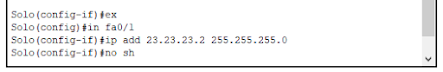 Solo(config-if)#ex
Solo(config)#in fa0/1
Solo(config-if)#ip add 23.23.23.2 255.255.255.0
Solo(config-if)#no sh